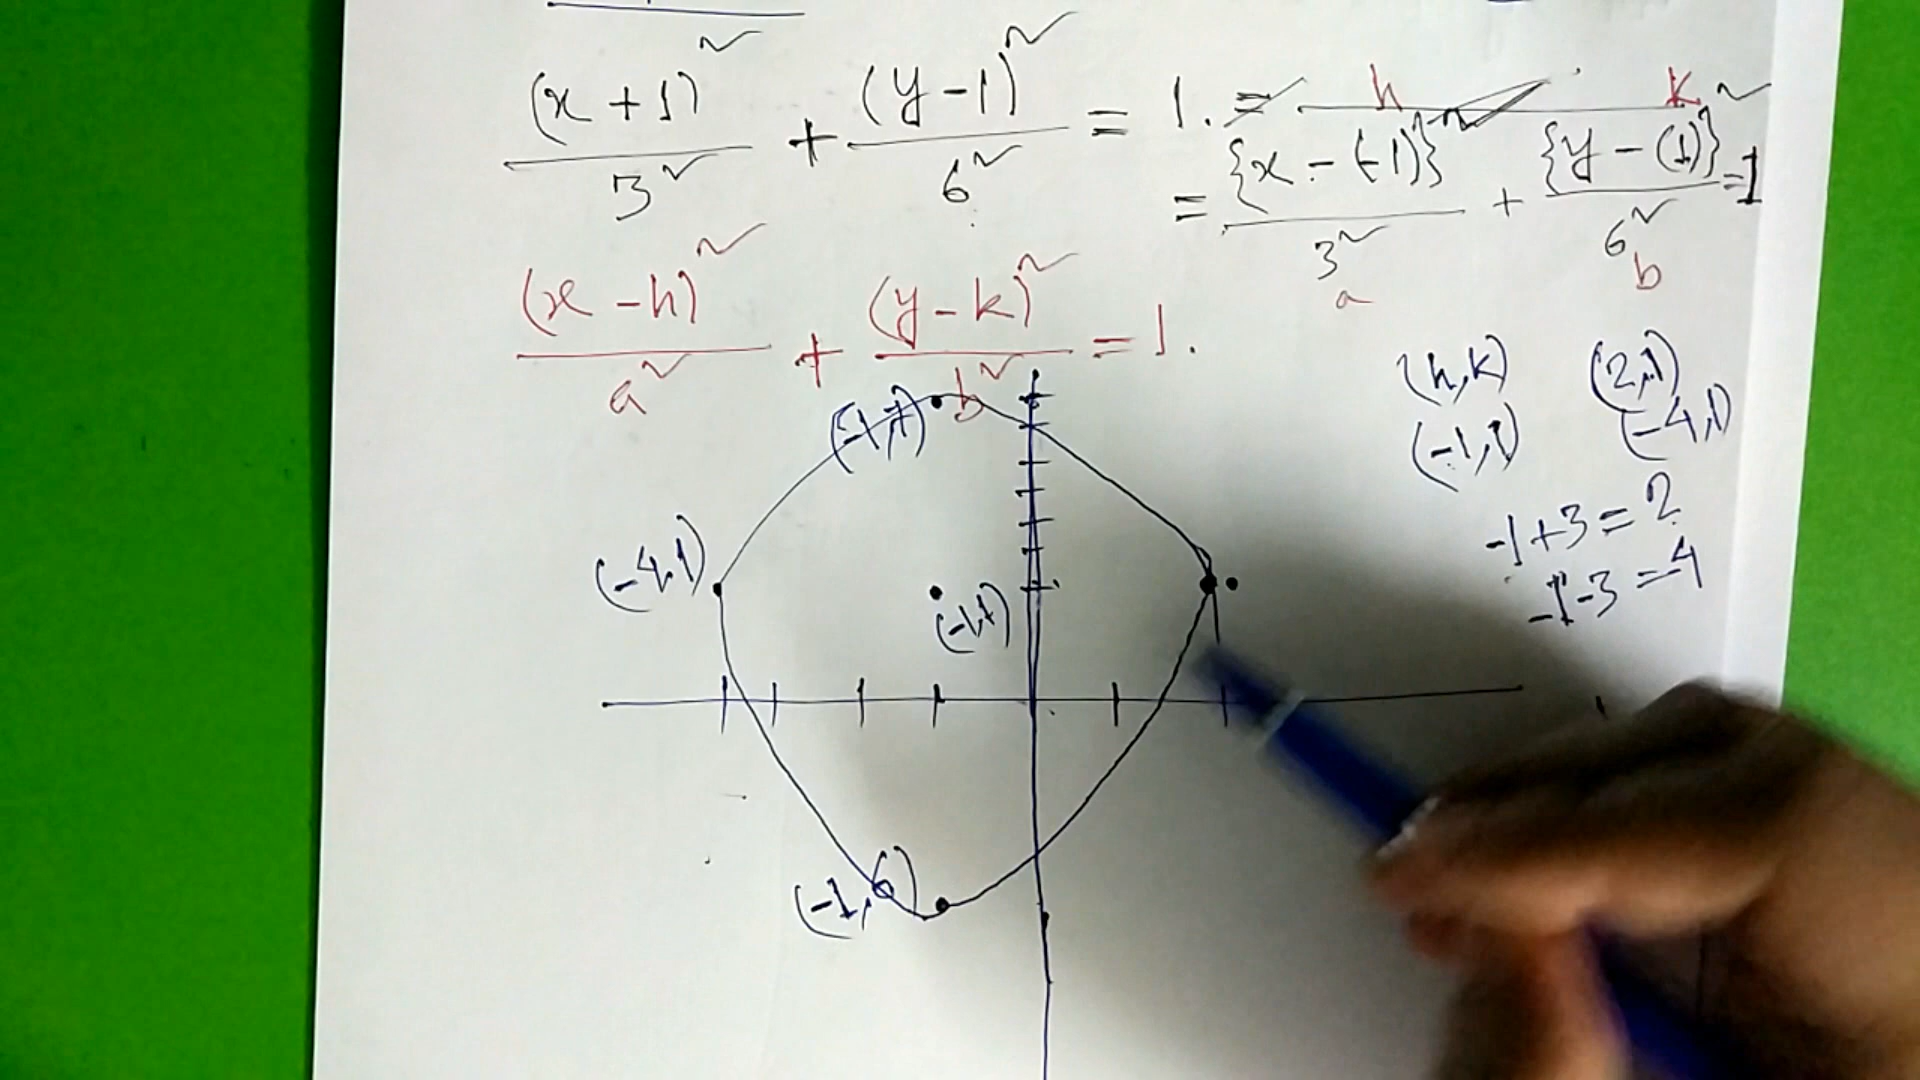 (x + 1)² / 3² + (y - 1)² / 6² = 1. =
h k
= {x - (-1)}² / 3² + {y - (1)}² / 6² = 1
a b
(x - h)² / a² + (y - k)² / b² = 1.
(h,k) (2,1)
(-1,1) (-4,1)
-1+3=2
-1-3=-4
(-1,7)
(-4,1)
(-1,1)
(-1,6)